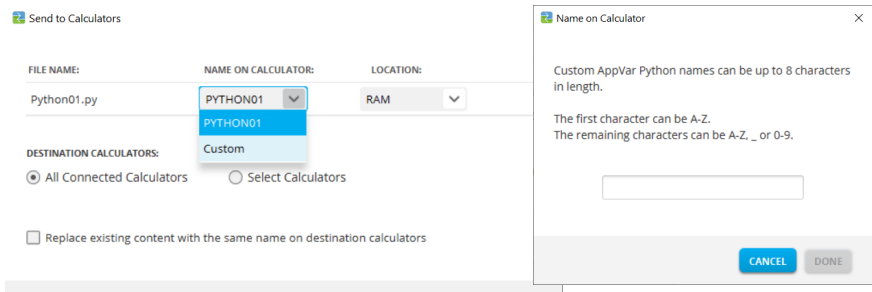 Send to Calculators
FILE NAME: NAME ON CALCULATOR: LOCATION:
Python01.py PYTHON01 RAM
PYTHON01
Custom
DESTINATION CALCULATORS:
All Connected Calculators Select Calculators
Replace existing content with the same name on destination calculators
Name on Calculator
Custom AppVar Python names can be up to 8 characters
in length.
The first character can be A-Z.
The remaining characters can be A-Z, _ or 0-9.
CANCEL DONE